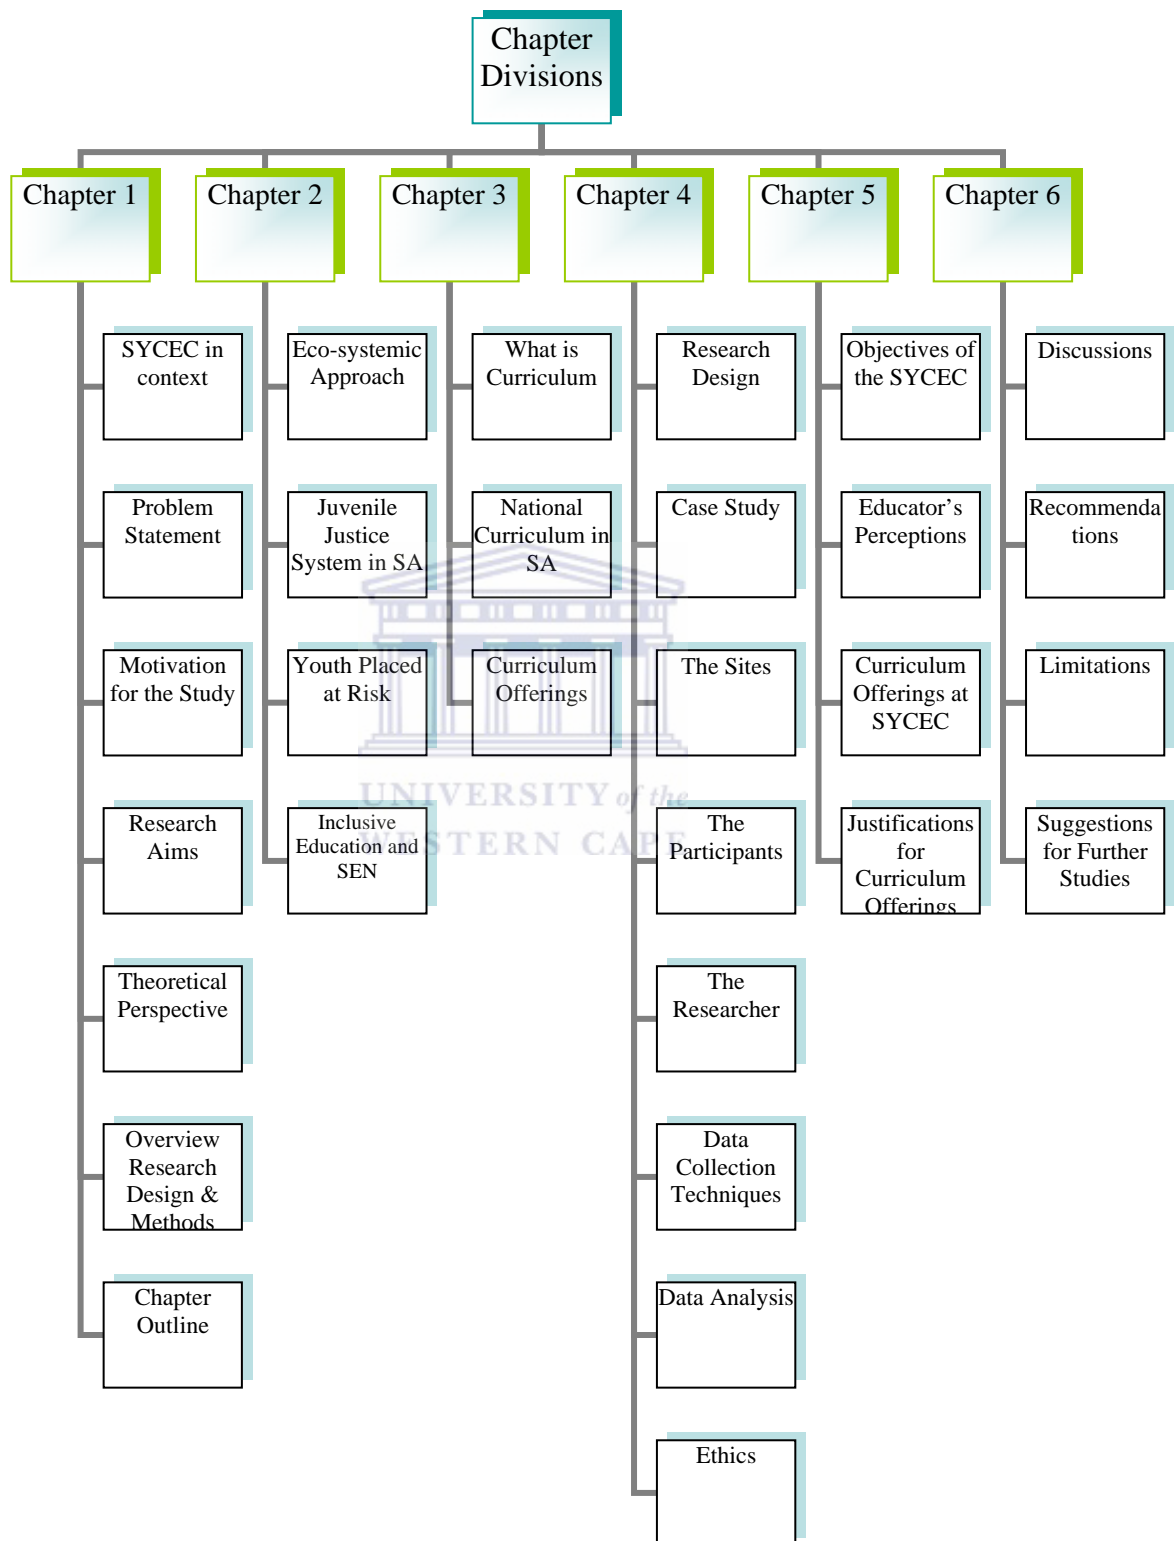 Chapter
Divisions
Chapter 1
SYCEC in
context
Problem
Statement
Motivation
for the Study
Research
Aims
Theoretical
Perspective
Overview
Research
Design &
Methods
Chapter
Outline
Chapter 2
Eco-systemic
Approach
Juvenile
Justice
System in SA
Youth Placed
at Risk
Inclusive
Education and
SEN
Chapter 3
What is
Curriculum
National
Curriculum in
SA
Curriculum
Offerings
Chapter 4
Research
Design
Case Study
The Sites
The
Participants
The
Researcher
Data
Collection
Techniques
Data Analysis
Ethics
Chapter 5
Objectives of
the SYCEC
Educator's
Perceptions
Curriculum
Offerings at
SYCEC
Justifications
for
Curriculum
Offerings
Chapter 6
Discussions
Recommenda
tions
Limitations
Suggestions
for Further
Studies
UNIVERSITY of the
WESTERN CAPE